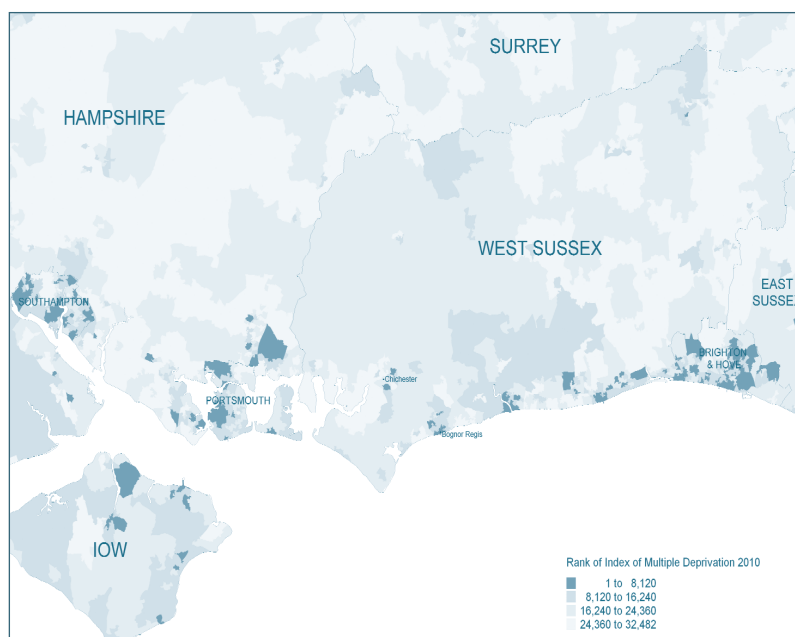 SURREY
HAMPSHIRE
WEST SUSSEX
EAST
SUSSEX
SOUTHAMPTON
BRIGHTON
& HOVE
Chichester
PORTSMOUTH
Bognor Regis
IOW
Rank of Index of Multiple Deprivation 2010
1 to 8,120
8,120 to 16,240
16,240 to 24,360
24,360 to 32,482